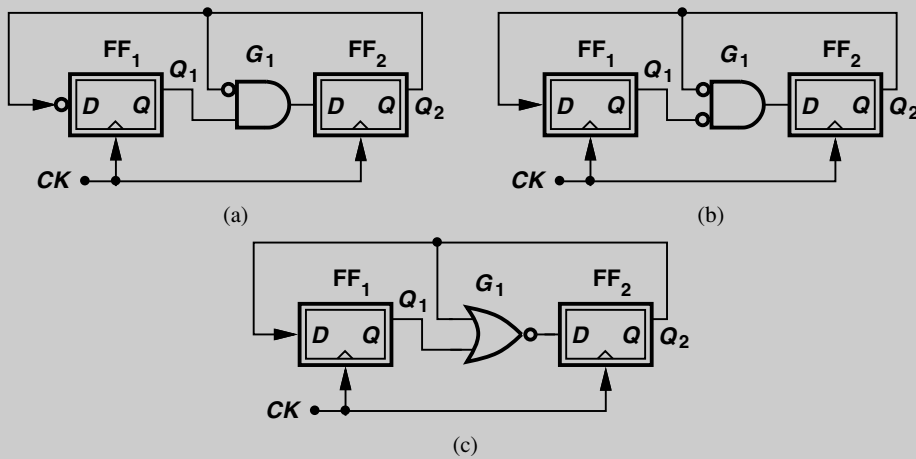 FF1 Q1 G1 FF2
D Q D Q Q2
CK
(a)
FF1 Q1 G1 FF2
D Q D Q Q2
CK
(b)
FF1 Q1 G1 FF2
D Q D Q Q2
CK
(c)